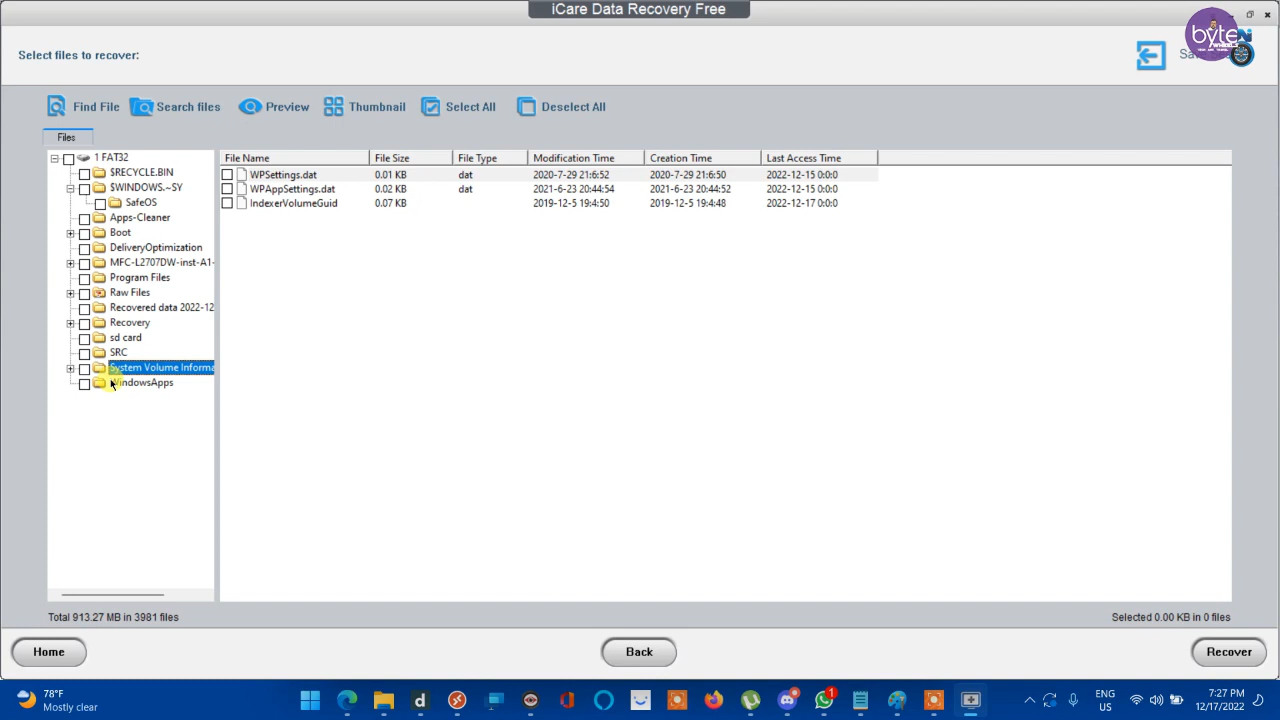 iCare Data Recovery Free
Select files to recover:
byte
Find File Search files Preview Thumbnail Select All Deselect All
Files
1 FAT32
$RECYCLE.BIN
$WINDOWS.~SY
SafeOS
Apps-Cleaner
Boot
DeliveryOptimization
MFC-L2707DW-inst-A1-
Program Files
Raw Files
Recovered data 2022-12
Recovery
sd card
SRC
System Volume Informa
WindowsApps
File Name File Size File Type Modification Time Creation Time Last Access Time
WPSettings.dat 0.01 KB dat 2020-7-29 21:6:52 2020-7-29 21:6:50 2022-12-15 0:0:0
WPAppSettings.dat 0.02 KB dat 2021-6-23 20:44:54 2021-6-23 20:44:52 2022-12-15 0:0:0
IndexerVolumeGuid 0.07 KB 2019-12-5 19:4:50 2019-12-5 19:4:48 2022-12-17 0:0:0
Total 913.27 MB in 3981 files
Selected 0.00 KB in 0 files
Home
Back
Recover
78°F
Mostly clear
1
ENG
US
7:27 PM
12/17/2022